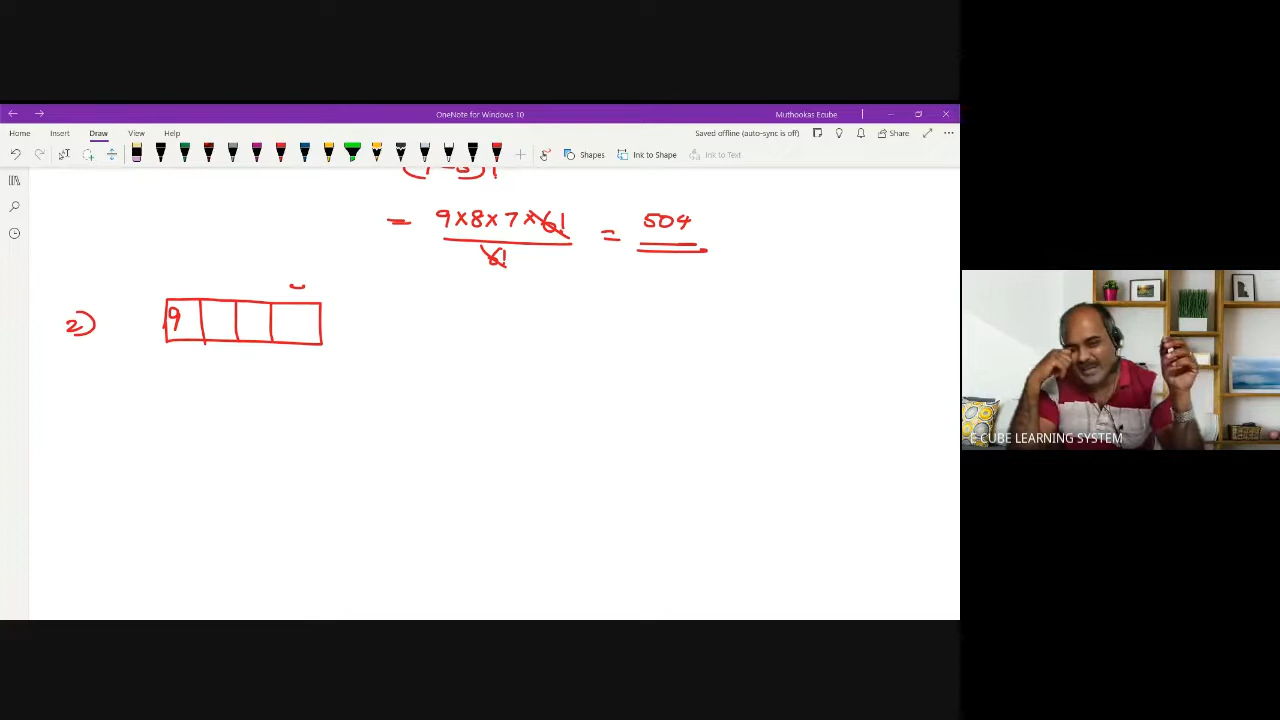 OneNote for Windows 10
Muthookas Ecube
Home Insert Draw View Help
Saved offline (auto-sync is off)
Share
Shapes
Ink to Shape
Ink to Text
= 9×8×7×6! / 6! = 504
2) 9
E CUBE LEARNING SYSTEM